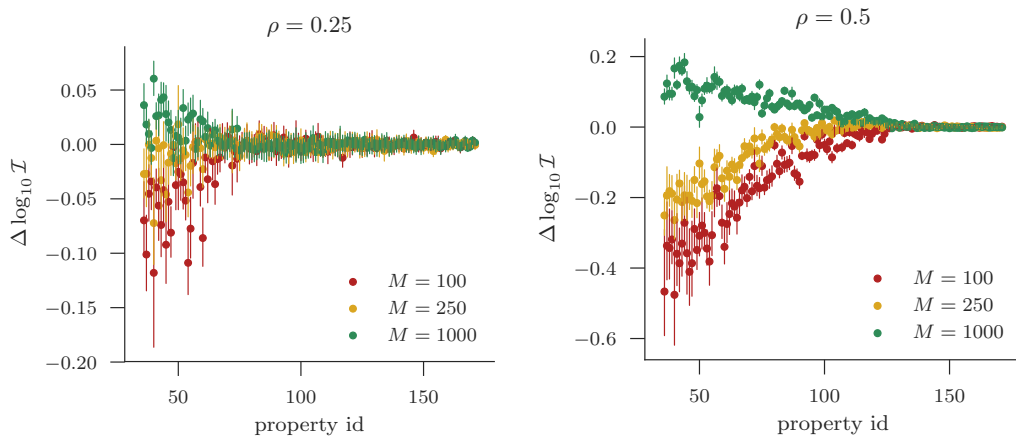 ρ = 0.25
Δ log₁₀ 𝓘
0.05
0.00
−0.05
−0.10
−0.15
−0.20
50
100
150
property id
M = 100
M = 250
M = 1000
ρ = 0.5
Δ log₁₀ 𝓘
0.2
0.0
−0.2
−0.4
−0.6
50
100
150
property id
M = 100
M = 250
M = 1000